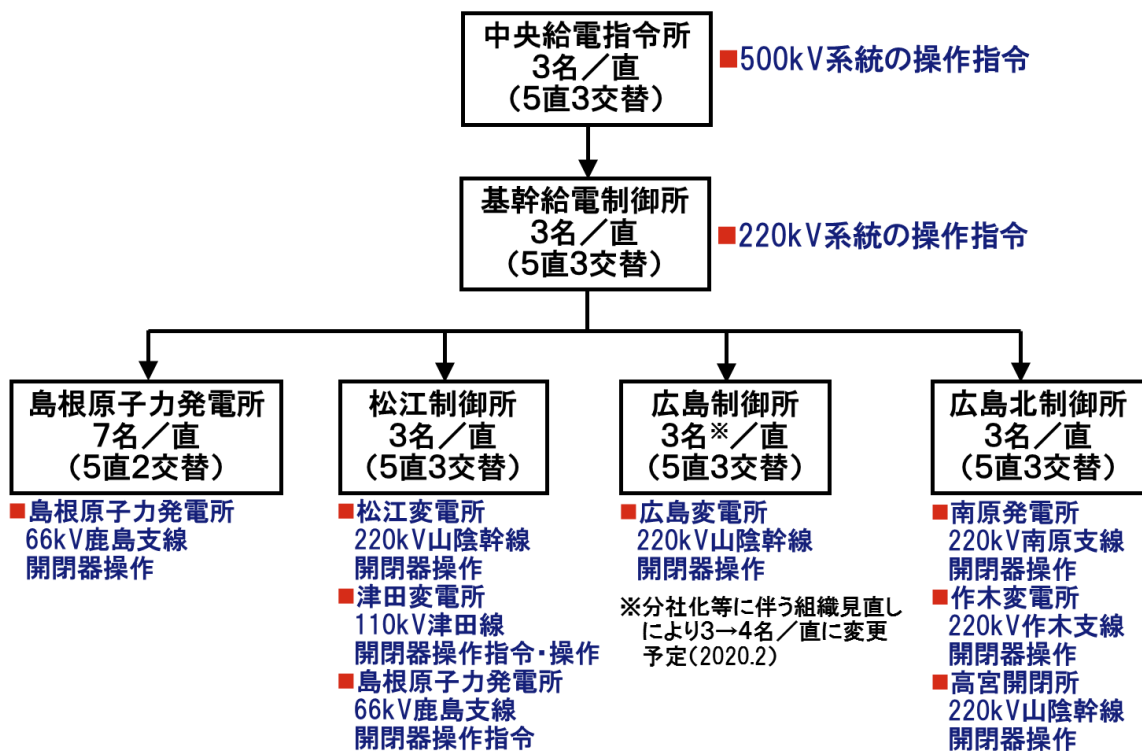 中央給電指令所
3名／直
（5直3交替）
■500kV系統の操作指令
基幹給電制御所
3名／直
（5直3交替）
■220kV系統の操作指令
島根原子力発電所
7名／直
（5直2交替）
■島根原子力発電所
66kV鹿島支線
開閉器操作
松江制御所
3名／直
（5直3交替）
■松江変電所
220kV山陰幹線
開閉器操作
■津田変電所
110kV津田線
開閉器操作指令・操作
■島根原子力発電所
66kV鹿島支線
開閉器操作指令
広島制御所
3名※／直
（5直3交替）
■広島変電所
220kV山陰幹線
開閉器操作
※分社化等に伴う組織見直し
により3→4名／直に変更
予定（2020.2）
広島北制御所
3名／直
（5直3交替）
■南原発電所
220kV南原支線
開閉器操作
■作木変電所
220kV作木支線
開閉器操作
■高宮開閉所
220kV山陰幹線
開閉器操作